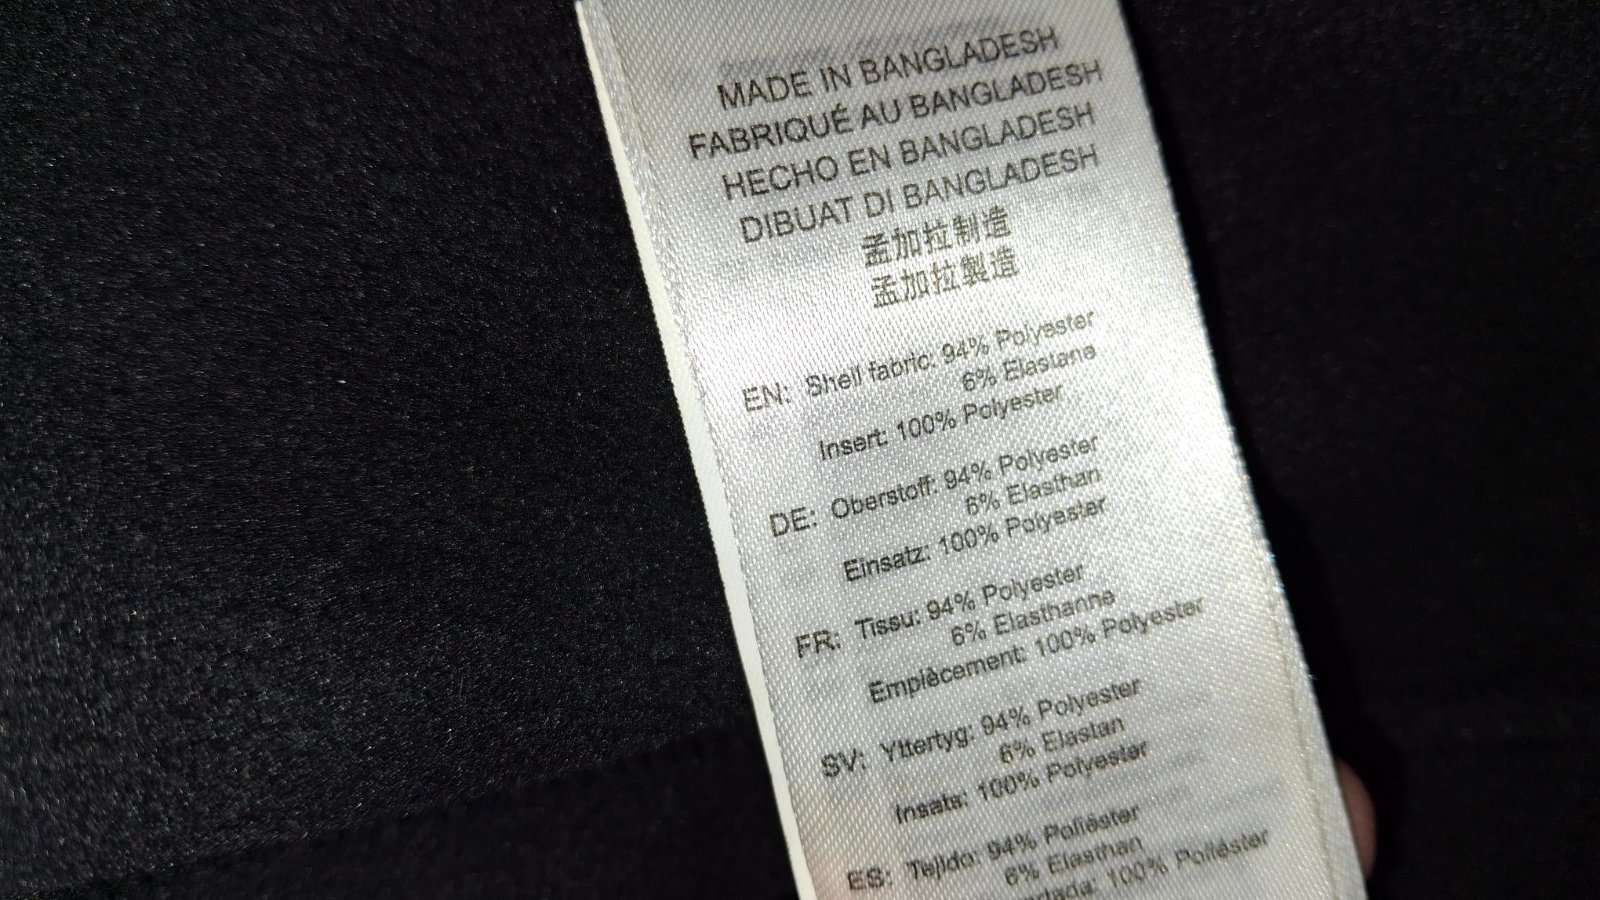 MADE IN BANGLADESH
FABRIQUÉ AU BANGLADESH
HECHO EN BANGLADESH
DIBUAT DI BANGLADESH
孟加拉制造
孟加拉製造
EN: Shell fabric: 94% Polyester
6% Elastane
Insert: 100% Polyester
DE: Oberstoff: 94% Polyester
6% Elasthan
Einsatz: 100% Polyester
FR: Tissu: 94% Polyester
6% Elasthanne
Emplècement: 100% Polyester
SV: Yttertyg: 94% Polyester
6% Elastan
Insats: 100% Polyester
ES: Tejido: 94% Poliéster
6% Elasthan
100% Poliéster